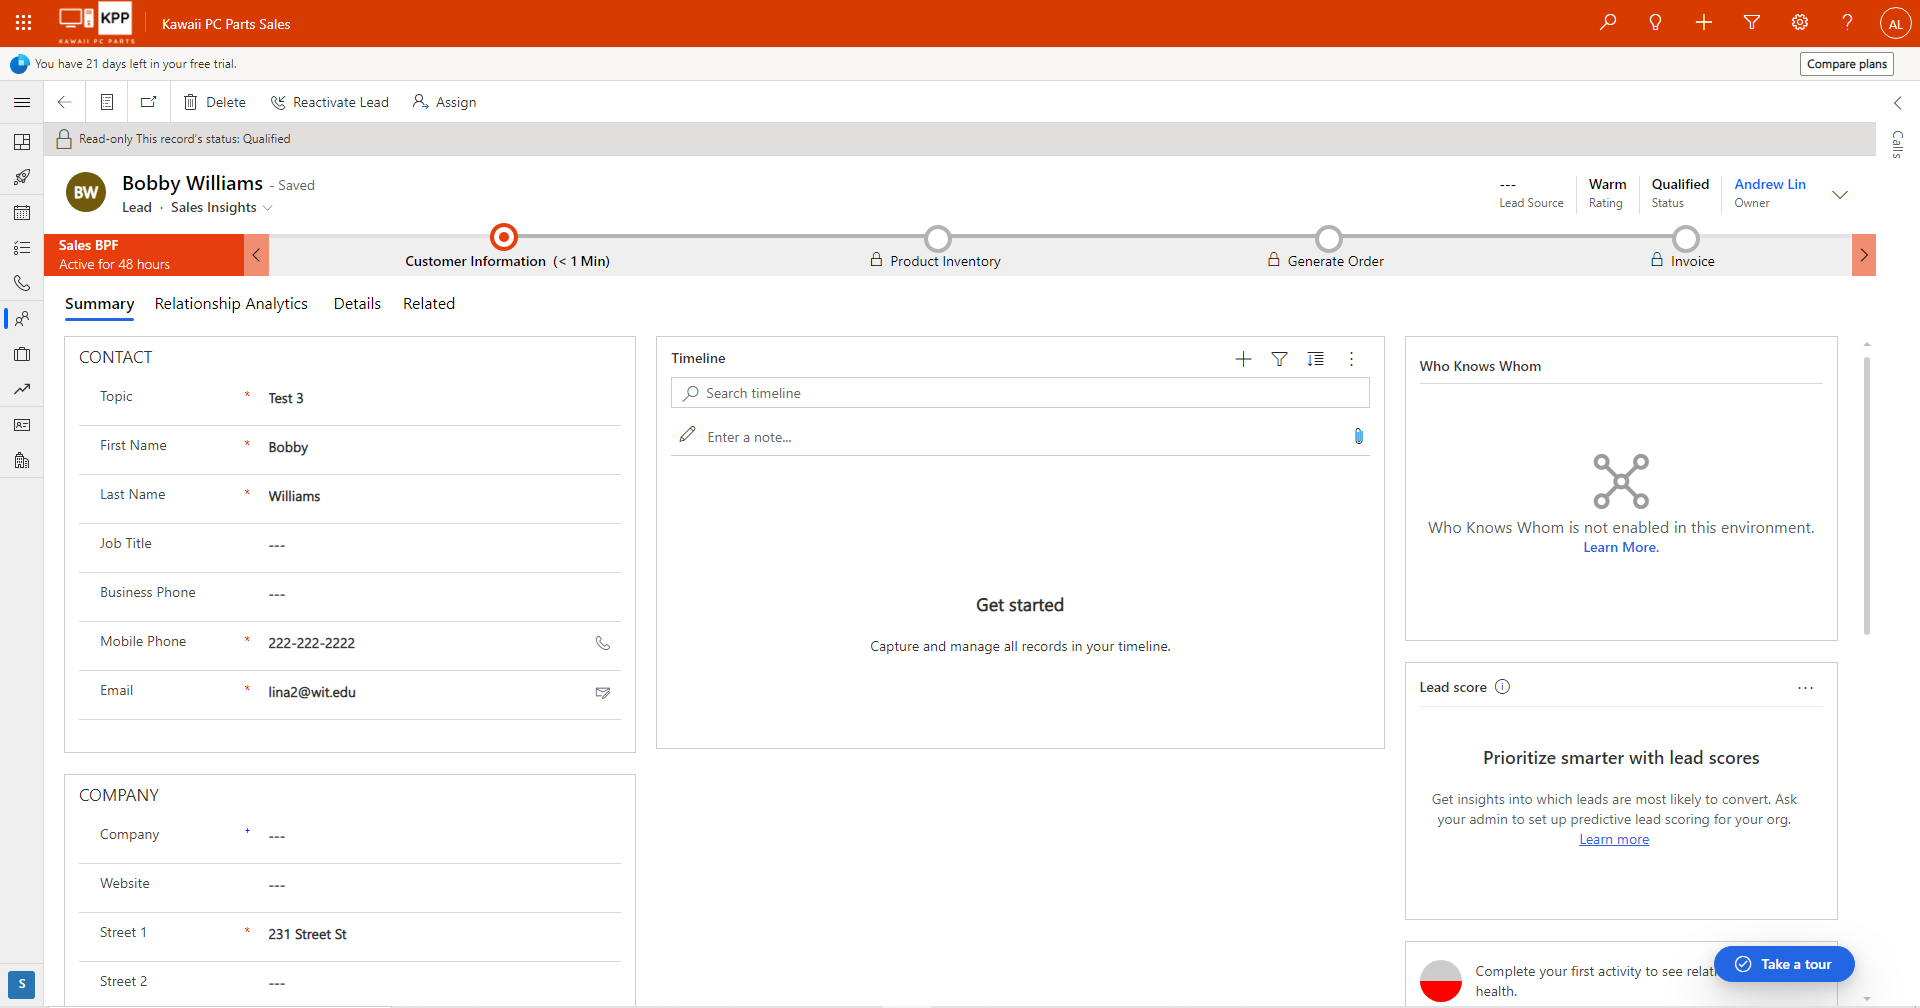 KPP
KAWAII PC PARTS
Kawaii PC Parts Sales
AL
You have 21 days left in your free trial.
Compare plans
Delete
Reactivate Lead
Assign
Calls
Read-only This record's status: Qualified
BW
Bobby Williams - Saved
Lead · Sales Insights
---
Lead Source
Warm
Rating
Qualified
Status
Andrew Lin
Owner
Sales BPF
Active for 48 hours
Customer Information (< 1 Min)
Product Inventory
Generate Order
Invoice
Summary
Relationship Analytics
Details
Related
CONTACT
Topic * Test 3
First Name * Bobby
Last Name * Williams
Job Title ---
Business Phone ---
Mobile Phone * 222-222-2222
Email * lina2@wit.edu
COMPANY
Company + ---
Website ---
Street 1 * 231 Street St
Street 2 ---
Timeline
Search timeline
Enter a note...
Get started
Capture and manage all records in your timeline.
Who Knows Whom
Who Knows Whom is not enabled in this environment.
Learn More.
Lead score
Prioritize smarter with lead scores
Get insights into which leads are most likely to convert. Ask
your admin to set up predictive lead scoring for your org.
Learn more
Complete your first activity to see
health.
Take a tour
S